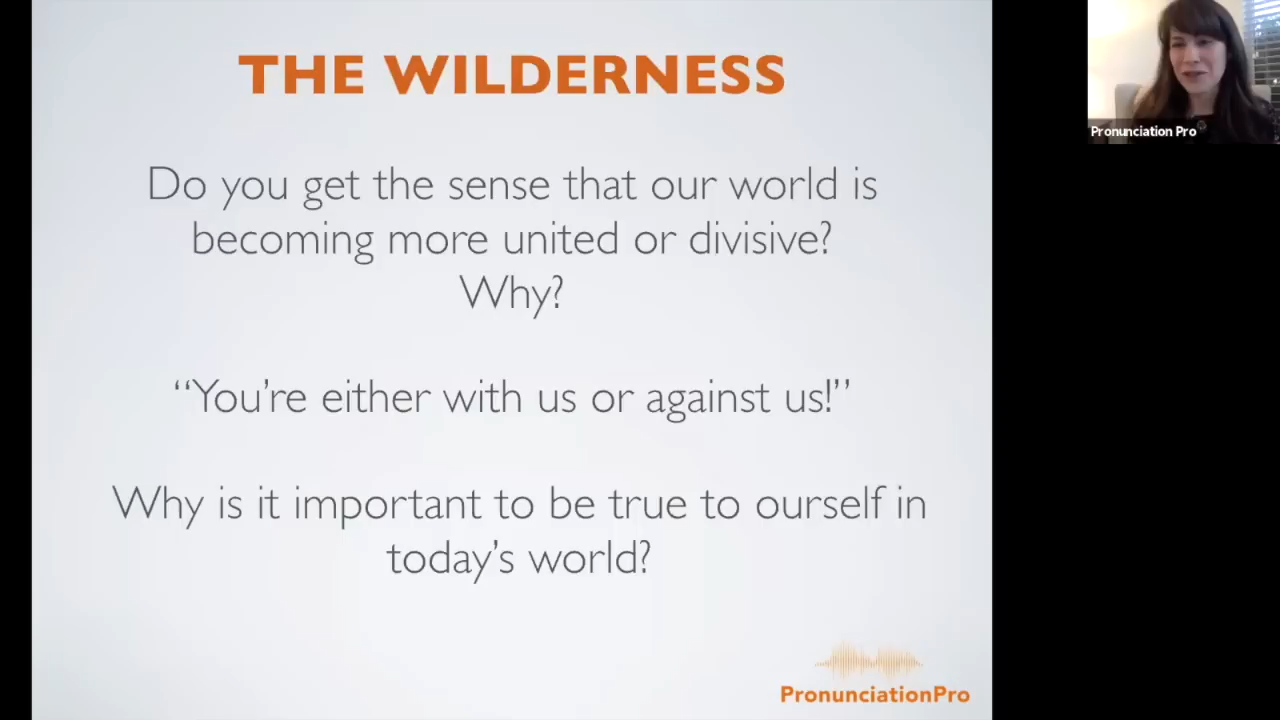 THE WILDERNESS
Do you get the sense that our world is
becoming more united or divisive?
Why?
“You’re either with us or against us!”
Why is it important to be true to ourself in
today’s world?
PronunciationPro
Pronunciation Pro